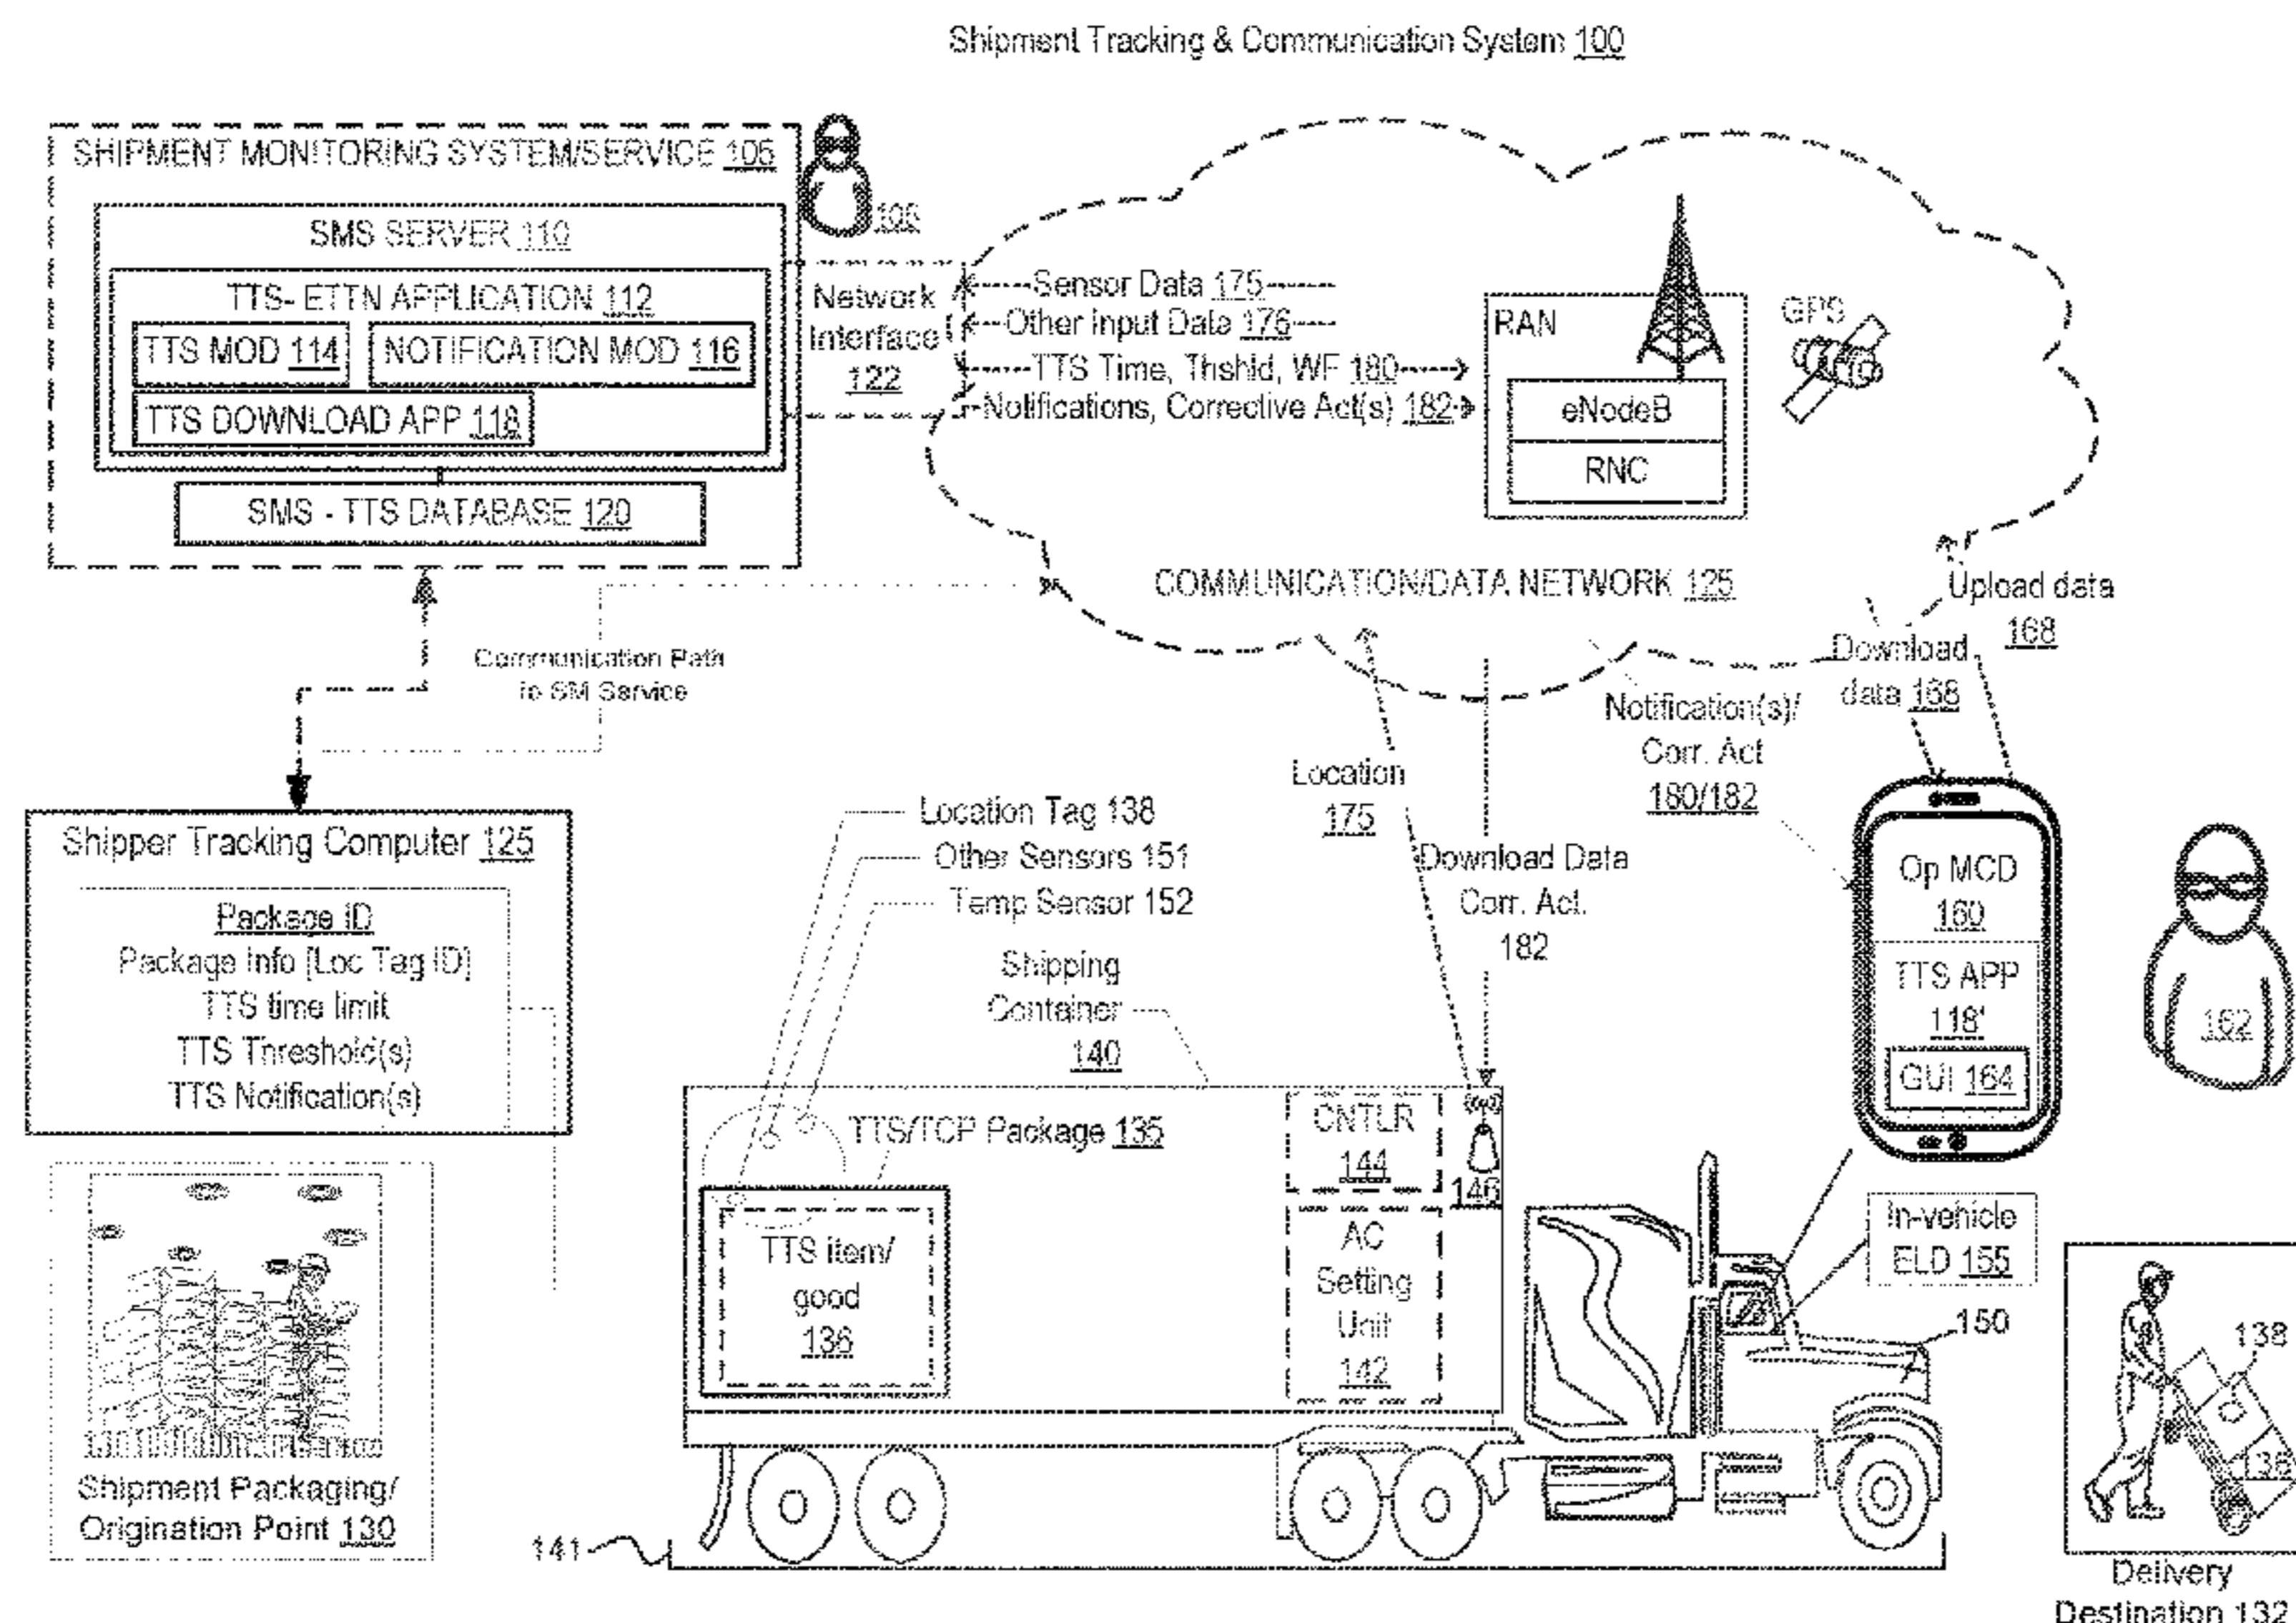 Shipment Tracking & Communication System 100
SHIPMENT MONITORING SYSTEM/SERVICE 105
SMS SERVER 110
TTS- ETTN APPLICATION 112
TTS MOD 114
NOTIFICATION MOD 116
TTS DOWNLOAD APP 118
SMS - TTS DATABASE 120
Network
Interface
122
Sensor Data 175
Other Input Data 176
TTS Time, Thshld, WF 180
Notifications, Corrective Act(s) 182
RAN
eNodeB
RNC
GPS
COMMUNICATION/DATA NETWORK 125
Upload data
168
Download
data 168
Notification(s)/
Corr. Act
180/182
Communication Path
to SM Service
Location
175
Download Data
Corr. Act.
182
Shipper Tracking Computer 125
Package ID
Package Info [Loc Tag ID]
TTS time limit
TTS Threshold(s)
TTS Notification(s)
Location Tag 138
Other Sensors 151
Temp Sensor 152
Shipping
Container
140
Op MCD
160
TTS APP
118'
GUI 164
162
TTS/TCP Package 135
CNTLR
144
146
TTS item/
good
136
AC
Setting
Unit
142
In-vehicle
ELD 155
150
138
136
Shipment Packaging/
Origination Point 130
141
Delivery
Destination 132